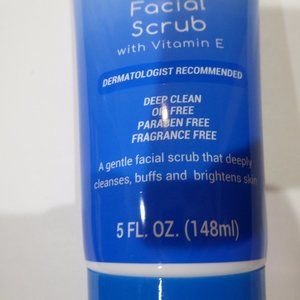 Facial
Scrub
with Vitamin E
DERMATOLOGIST RECOMMENDED
DEEP CLEAN
OIL FREE
PARABEN FREE
FRAGRANCE FREE
A gentle facial scrub that deeply
cleanses, buffs and brightens skin
5 FL. OZ. (148ml)